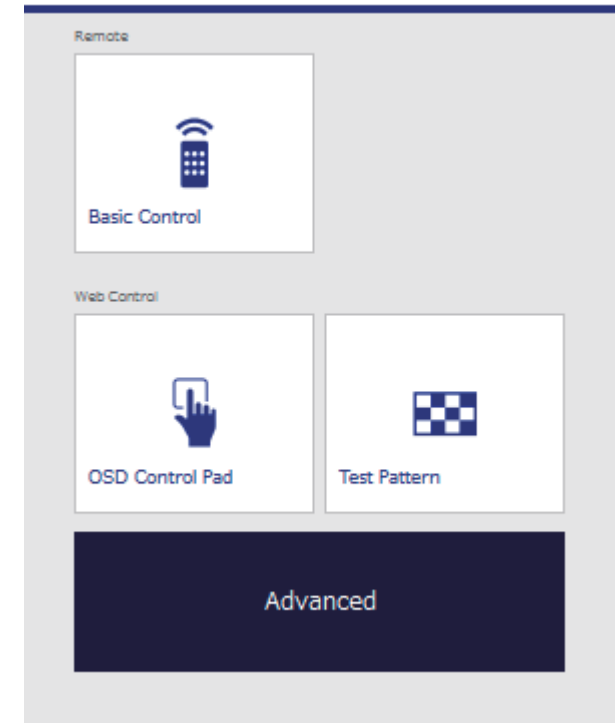 Remote
Basic Control
Web Control
OSD Control Pad
Test Pattern
Advanced